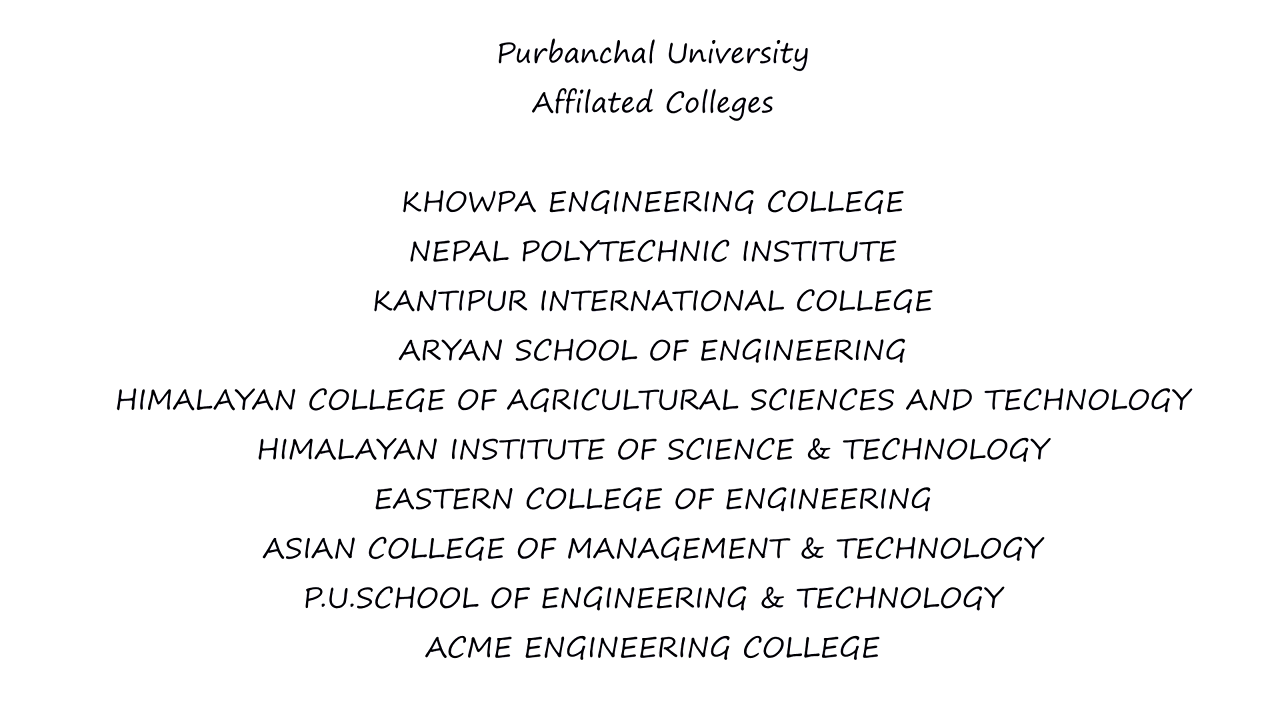 Purbanchal University
Affilated Colleges
KHOWPA ENGINEERING COLLEGE
NEPAL POLYTECHNIC INSTITUTE
KANTIPUR INTERNATIONAL COLLEGE
ARYAN SCHOOL OF ENGINEERING
HIMALAYAN COLLEGE OF AGRICULTURAL SCIENCES AND TECHNOLOGY
HIMALAYAN INSTITUTE OF SCIENCE & TECHNOLOGY
EASTERN COLLEGE OF ENGINEERING
ASIAN COLLEGE OF MANAGEMENT & TECHNOLOGY
P.U.SCHOOL OF ENGINEERING & TECHNOLOGY
ACME ENGINEERING COLLEGE